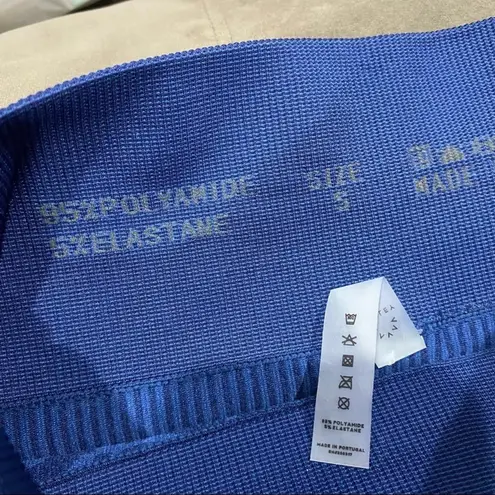 95%POLYAMIDE
5%ELASTANE
SIZE
S
MADE
95% POLYAMIDE
5% ELASTANE
MADE IN PORTUGAL